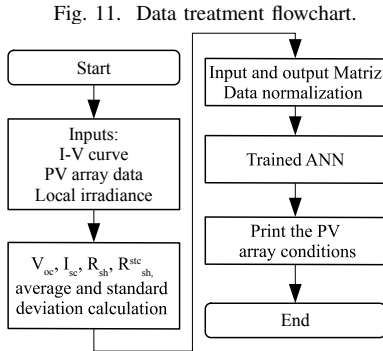 Fig. 11. Data treatment flowchart.
Start
Inputs:
I-V curve
PV array data
Local irradiance
V_oc, I_sc, R_sh, R^stc_sh,
average and standard
deviation calculation
Input and output Matriz
Data normalization
Trained ANN
Print the PV
array conditions
End